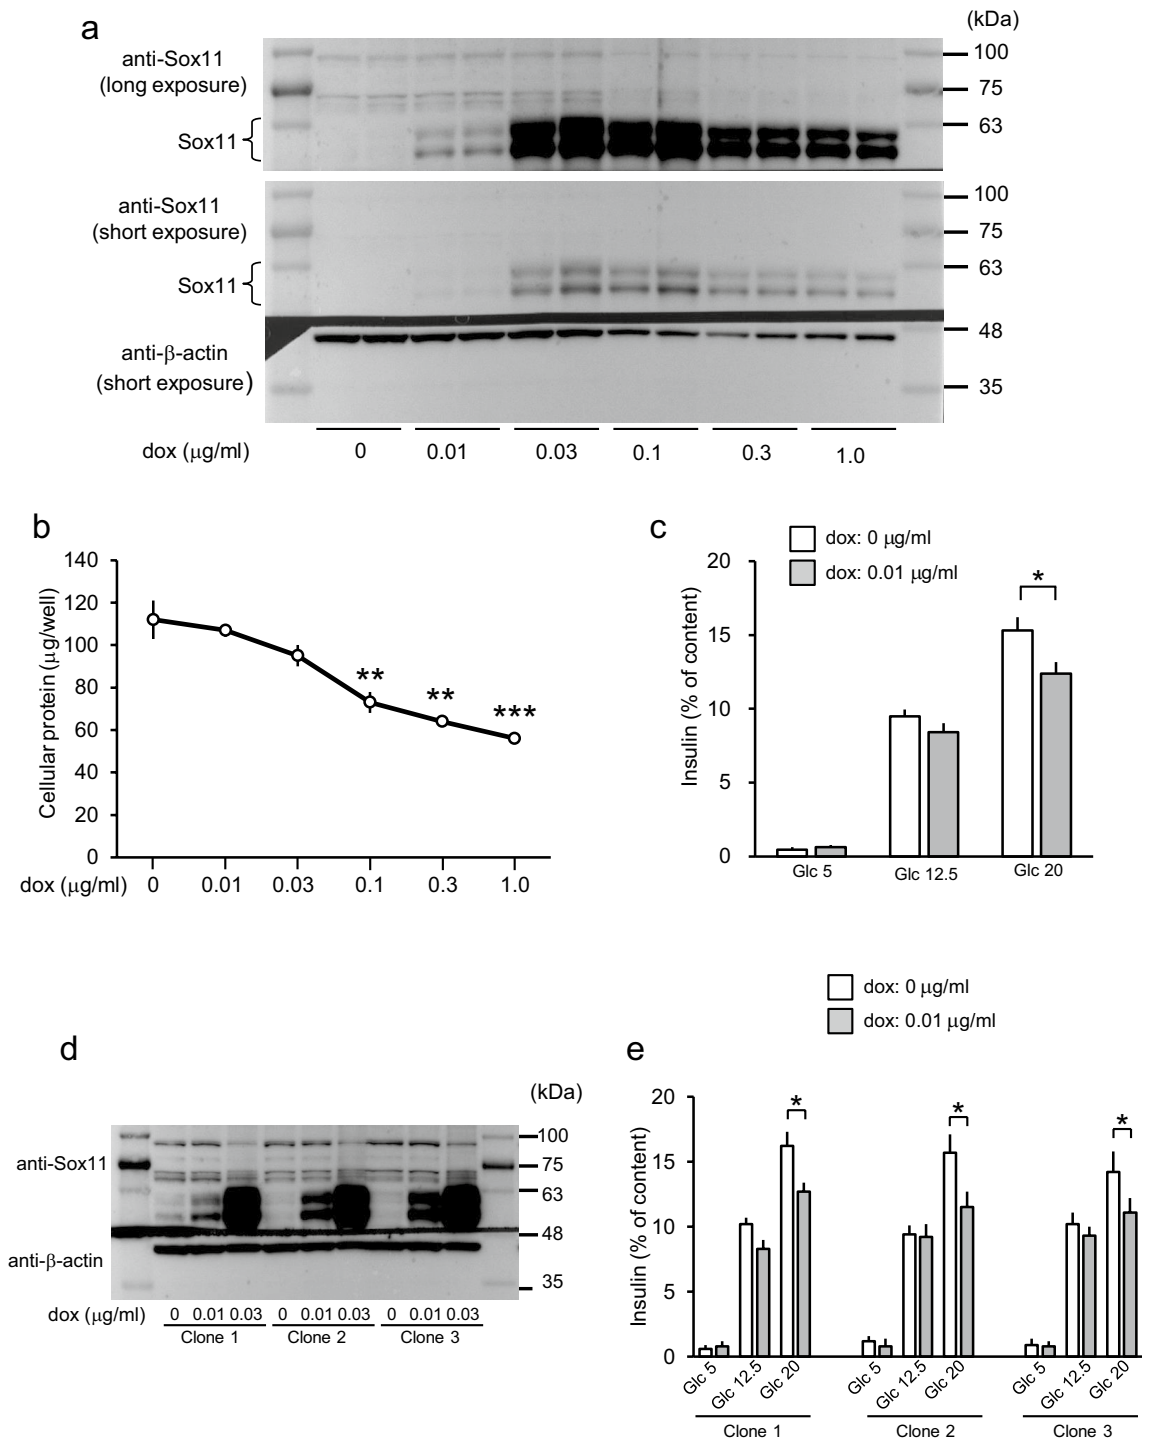 a
(kDa)
anti-Sox11
(long exposure)
100
75
63
Sox11
anti-Sox11
(short exposure)
100
75
63
Sox11
48
anti-β-actin
(short exposure)
35
dox (μg/ml)
0 0.01 0.03 0.1 0.3 1.0
b
140
120
100
80
60
40
20
0
Cellular protein (μg/well)
** ** ***
dox (μg/ml) 0 0.01 0.03 0.1 0.3 1.0
c
dox: 0 μg/ml
dox: 0.01 μg/ml
*
20
15
10
5
0
Insulin (% of content)
Glc 5 Glc 12.5 Glc 20
d
(kDa)
anti-Sox11
100
75
63
48
anti-β-actin
35
dox (μg/ml) 0 0.01 0.03 0 0.01 0.03 0 0.01 0.03
Clone 1 Clone 2 Clone 3
e
dox: 0 μg/ml
dox: 0.01 μg/ml
* * *
20
15
10
5
0
Insulin (% of content)
Glc 5 Glc 12.5 Glc 20 Glc 5 Glc 12.5 Glc 20 Glc 5 Glc 12.5 Glc 20
Clone 1 Clone 2 Clone 3